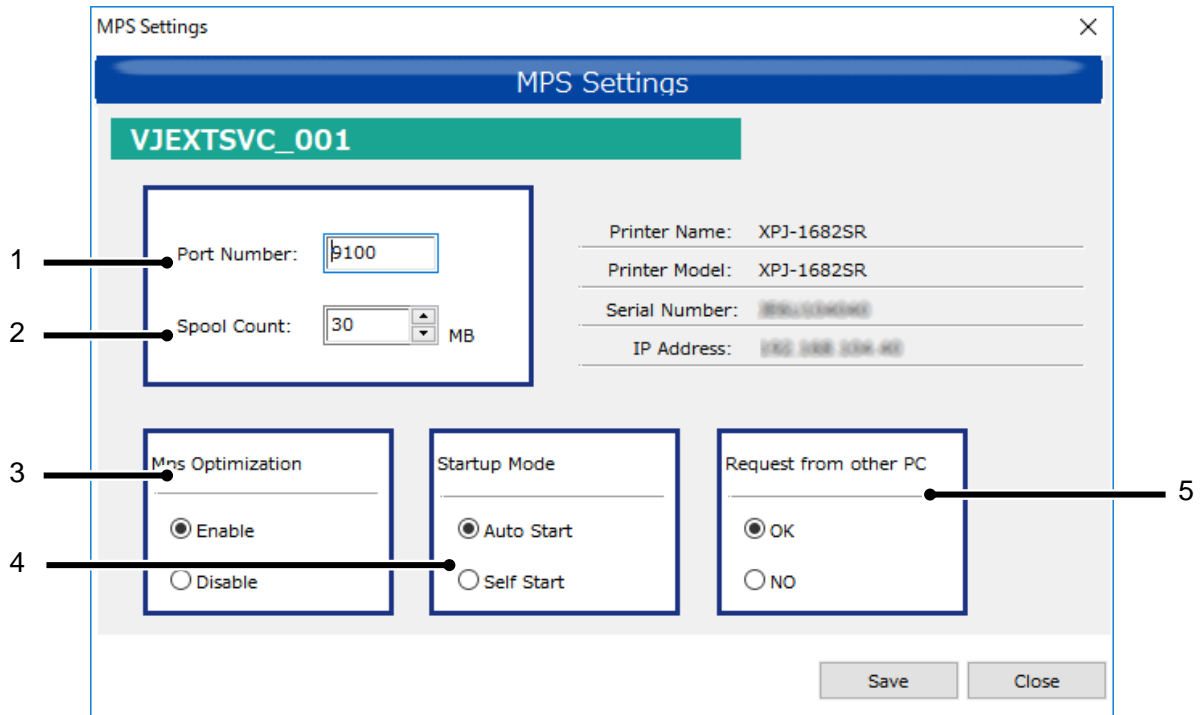 MPS Settings
MPS Settings
VJEXTSVC_001
1
Port Number: 9100
2
Spool Count: 30 MB
Printer Name: XPJ-1682SR
Printer Model: XPJ-1682SR
Serial Number:
IP Address:
3
Mps Optimization
Enable
Disable
4
Startup Mode
Auto Start
Self Start
Request from other PC
5
OK
NO
Save
Close